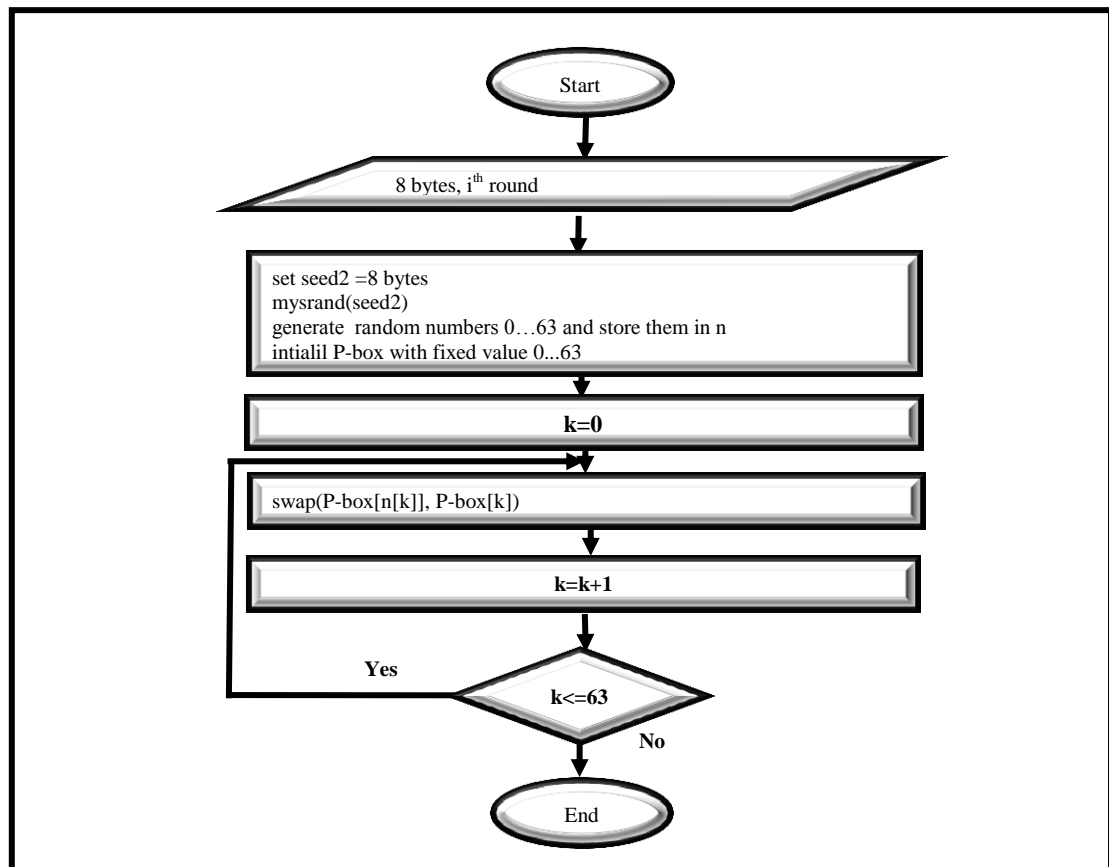 Start
8 bytes, i^th round
set seed2 =8 bytes
mysrand(seed2)
generate random numbers 0…63 and store them in n
intialil P-box with fixed value 0...63
k=0
swap(P-box[n[k]], P-box[k])
k=k+1
Yes
k<=63
No
End